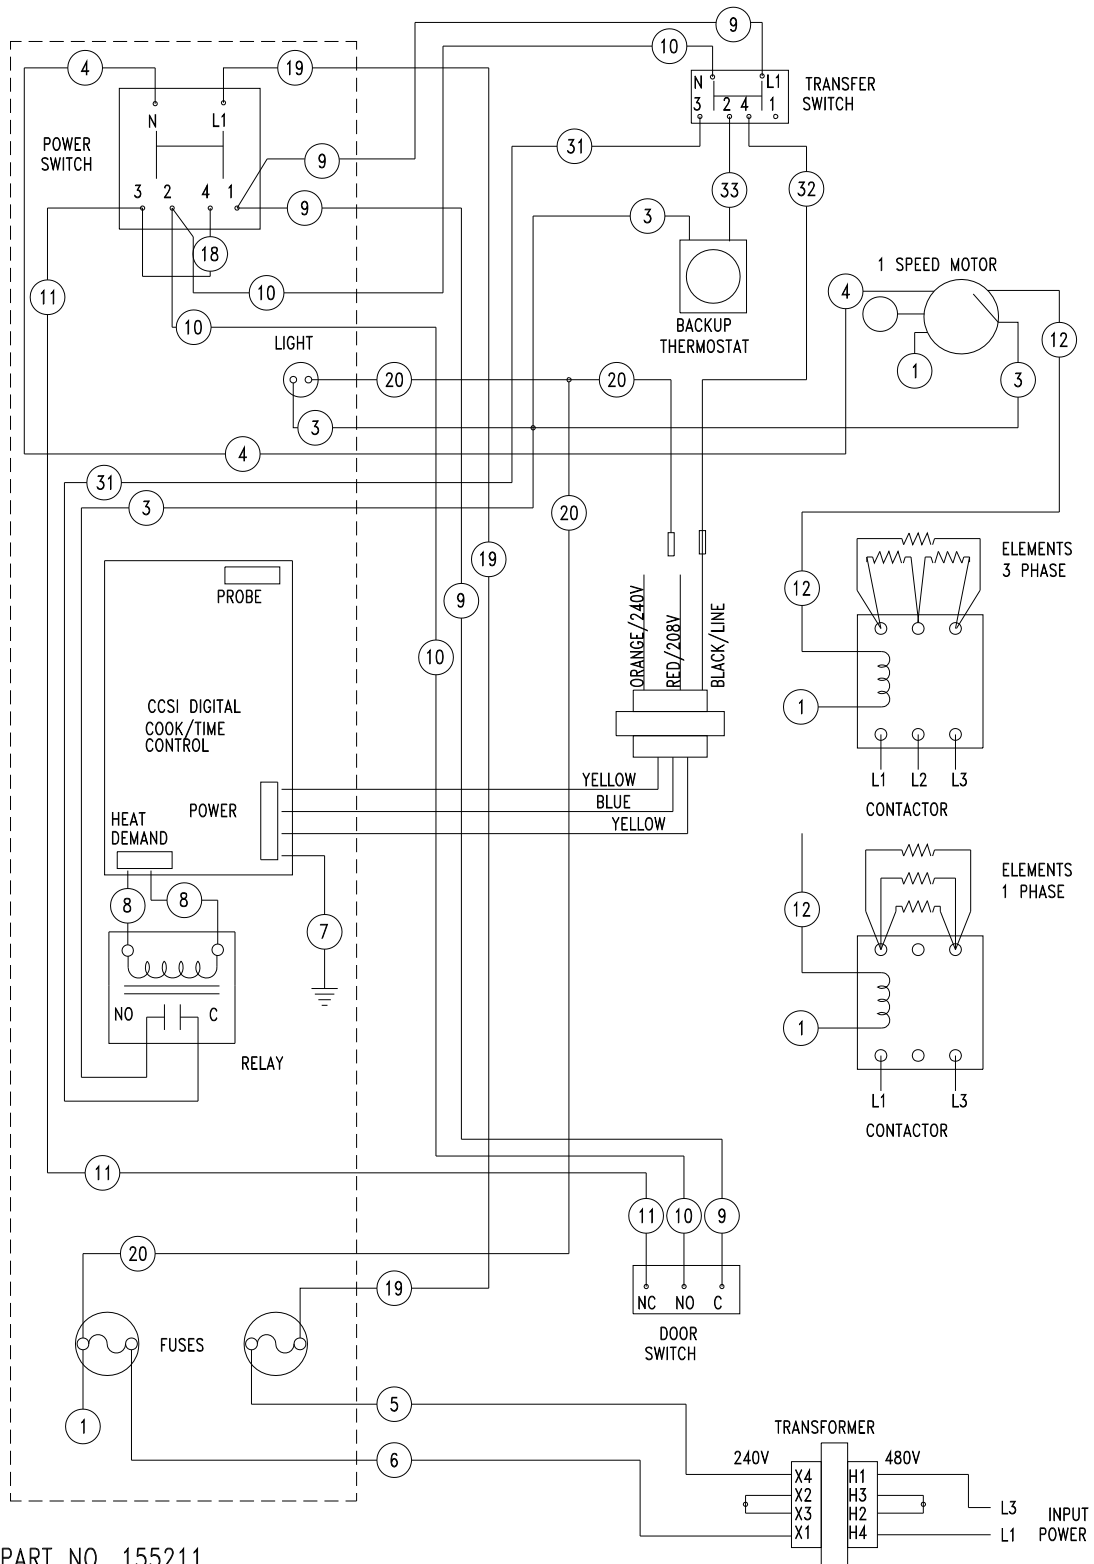 9
10
4
19
N L1
TRANSFER
SWITCH
3 2 4 1
N L1
POWER
SWITCH
31
9
3 2 4 1
33
32
9
3
18
1 SPEED MOTOR
11
10
4
10
BACKUP
THERMOSTAT
12
LIGHT
1
3
20
20
3
4
31
3
20
19
ELEMENTS
3 PHASE
12
PROBE
9
ORANGE/240V
RED/208V
BLACK/LINE
10
CCSI DIGITAL
COOK/TIME
CONTROL
1
L1 L2 L3
YELLOW
BLUE
YELLOW
POWER
CONTACTOR
HEAT
DEMAND
ELEMENTS
1 PHASE
8
8
12
7
NO C
1
RELAY
L1 L3
CONTACTOR
11
11
10
9
20
19
NC NO C
DOOR
SWITCH
FUSES
5
1
TRANSFORMER
6
240V
480V
X4 H1
X2 H3
X3 H2
X1 H4
L3
L1
INPUT
POWER
PART NO. 155211